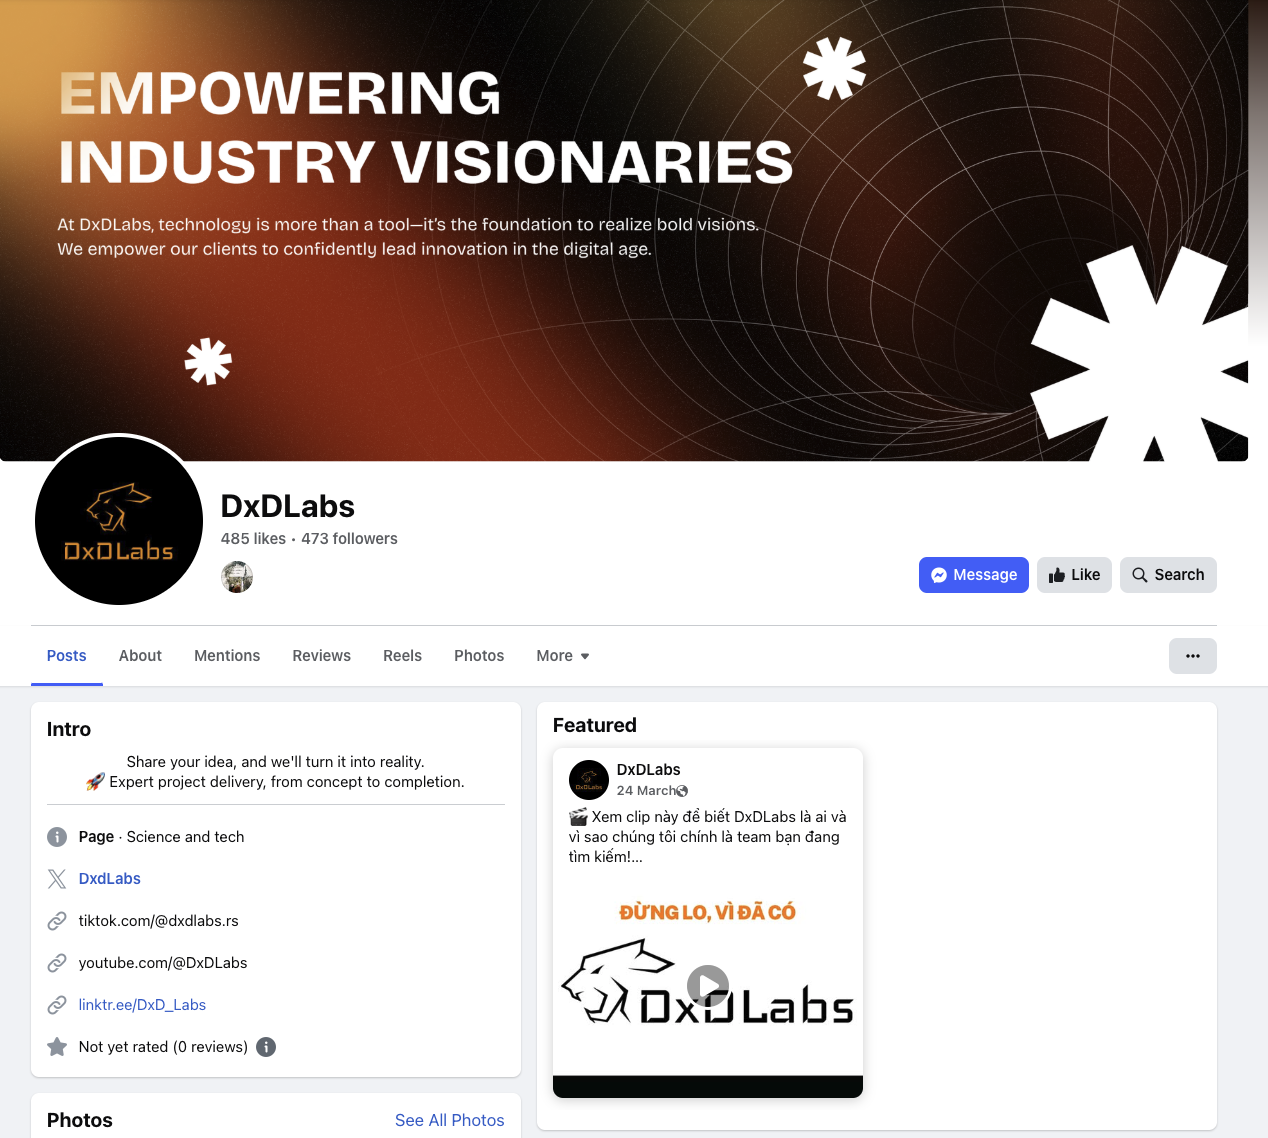 EMPOWERING
INDUSTRY VISIONARIES
At DxDLabs, technology is more than a tool—it's the foundation to realize bold visions.
We empower our clients to confidently lead innovation in the digital age.
DxDLabs
DxDLabs
485 likes • 473 followers
Message
Like
Search
Posts
About
Mentions
Reviews
Reels
Photos
More
Intro
Share your idea, and we'll turn it into reality.
🚀 Expert project delivery, from concept to completion.
Page · Science and tech
DxdLabs
tiktok.com/@dxdlabs.rs
youtube.com/@DxDLabs
linktr.ee/DxD_Labs
Not yet rated (0 reviews)
Photos
See All Photos
Featured
DxDLabs
DxDLabs
24 March
🎬 Xem clip này để biết DxDLabs là ai và
vì sao chúng tôi chính là team bạn đang
tìm kiếm!...
ĐỪNG LO, VÌ ĐÃ CÓ
DxDLabs